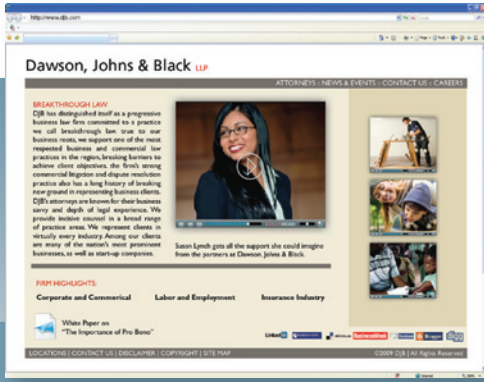 http://www.djb.com
Dawson, Johns & Black LLP
ATTORNEYS :: NEWS & EVENTS :: CONTACT US :: CAREERS
BREAKTHROUGH LAW
DJB has distinguished itself as a progressive
business law firm committed to a practice
we call breakthrough law. true to our
business roots, we support one of the most
respected business and commercial law
practices in the region, breaking barriers to
achieve client objectives. the firm's strong
commercial litigation and dispute resolution
practice also has a long history of breaking
new ground in representing business clients.
DJB's attorneys are known for their business
savvy and depth of legal experience. We
provide incisive counsel in a broad range
of practice areas. We represent clients in
virtually every industry. Among our clients
are many of the nation's most prominent
businesses, as well as start-up companies.
Susan Lynch gets all the support she could imagine
from the partners at Dawson, Johns & Black.
FIRM HIGHLIGHTS:
Corporate and Commerical Labor and Employment Insurance Industry
White Paper on
"The Importance of Pro Bono"
LinkedIn BusinessWeek Blogger digg
LOCATIONS | CONTACT US | DISCLAIMER | COPYRIGHT | SITE MAP
©2009 DJB | All Rights Reserved